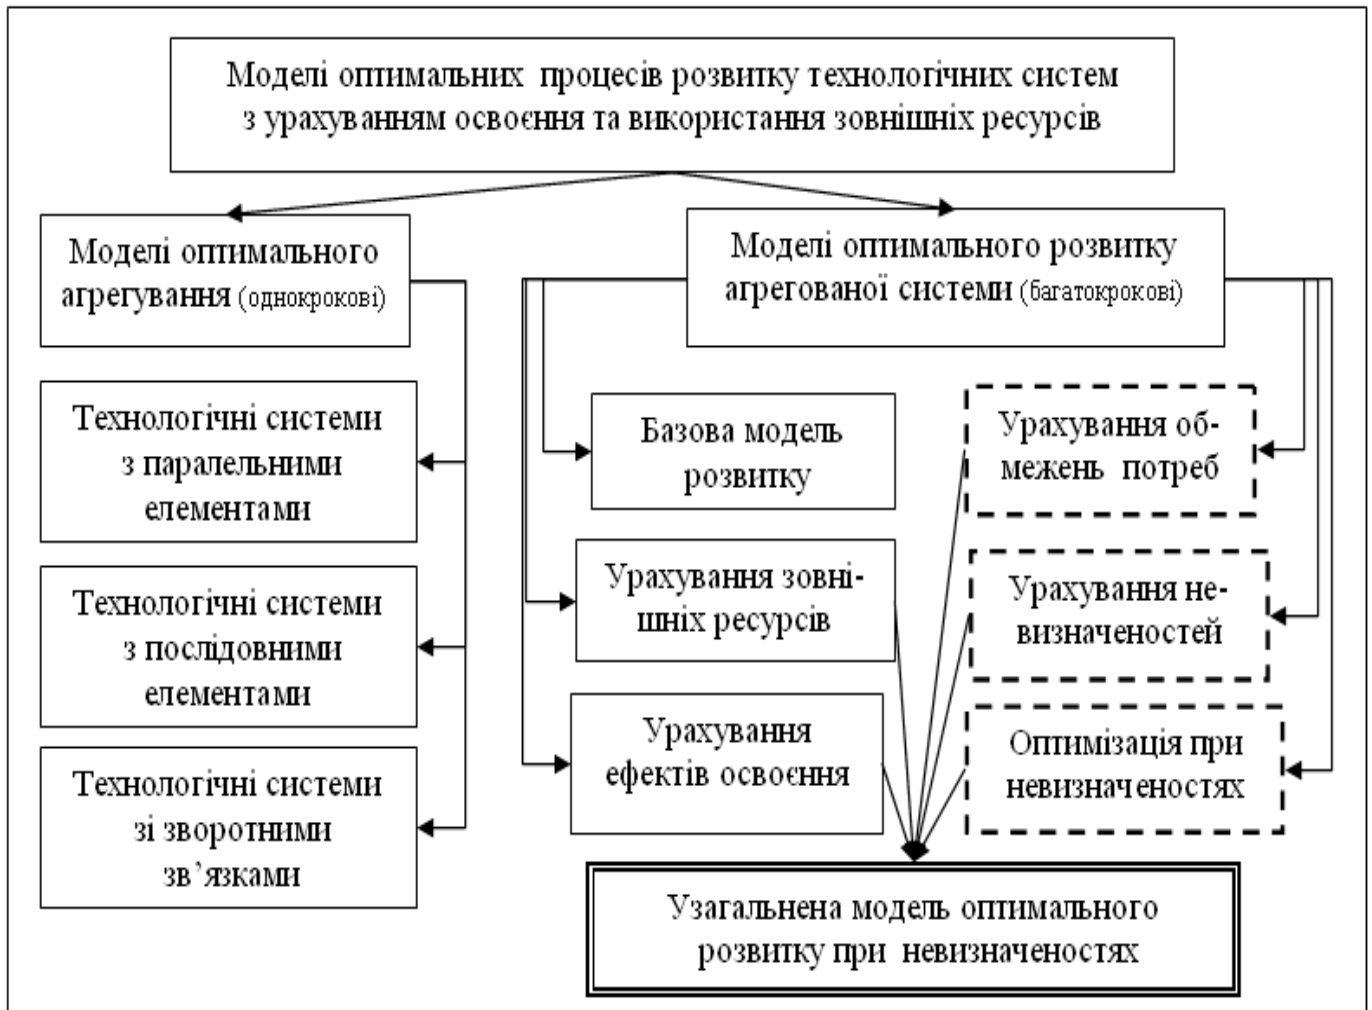 Моделі оптимальних процесів розвитку технологічних систем
з урахуванням освоєння та використання зовнішніх ресурсів
Моделі оптимального
агрегування (однокрокові)
Моделі оптимального розвитку
агрегованої системи (багатокрокові)
Технологічні системи
з паралельними
елементами
Технологічні системи
з послідовними
елементами
Технологічні системи
зі зворотними
зв’язками
Базова модель
розвитку
Урахування зовні-
шніх ресурсів
Урахування
ефектів освоєння
Урахування об-
межень потреб
Урахування не-
визначеностей
Оптимізація при
невизначеностях
Узагальнена модель оптимального
розвитку при невизначеностях